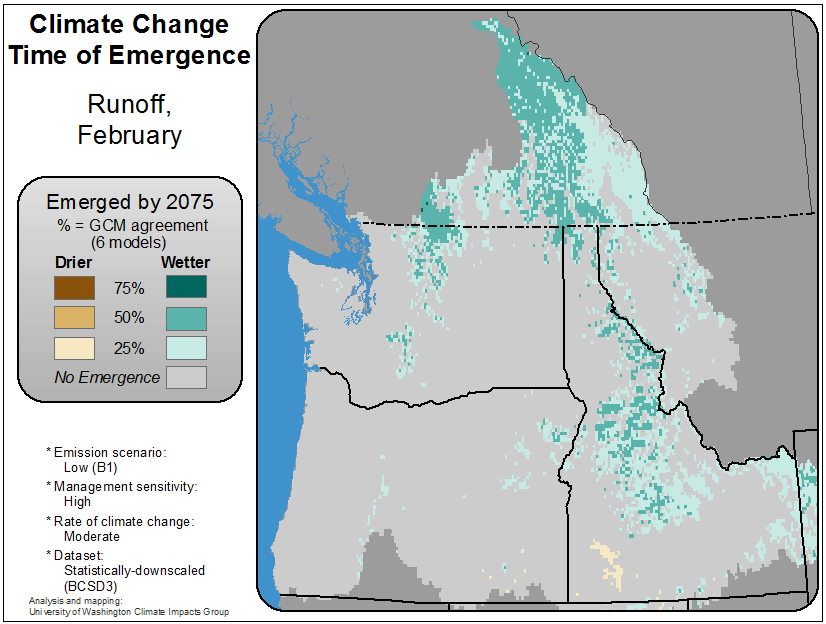 Climate Change
Time of Emergence
Runoff,
February
Emerged by 2075
% = GCM agreement
(6 models)
Drier Wetter
75%
50%
25%
No Emergence
* Emission scenario:
Low (B1)
* Management sensitivity:
High
* Rate of climate change:
Moderate
* Dataset:
Statistically-downscaled
(BCSD3)
Analysis and mapping:
University of Washington Climate Impacts Group